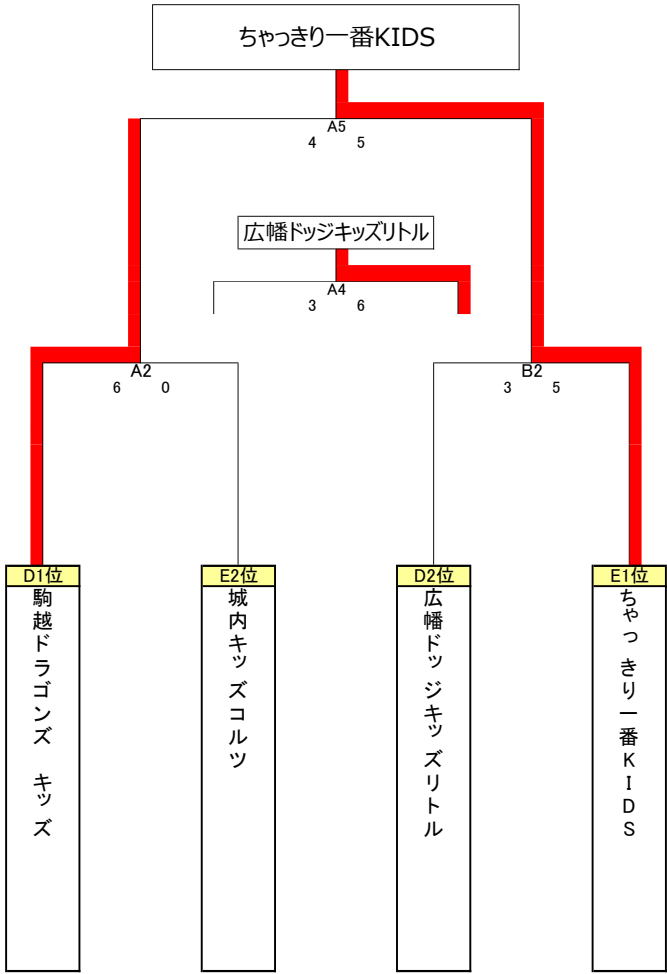 ちゃっきり一番KIDS
A5
4 5
広幡ドッジキッズリトル
A4
3 6
A2
6 0
B2
3 5
D1位
駒越ドラゴンズ キッズ
E2位
城内キッズコルツ
D2位
広幡ドッジキッズリトル
E1位
ちゃっきり一番KIDS